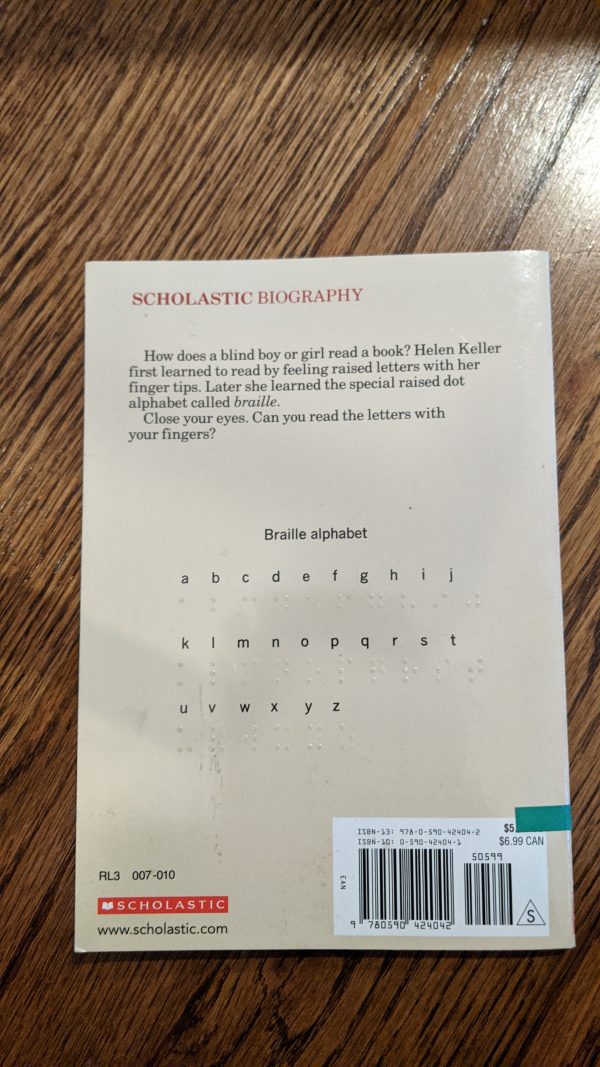 SCHOLASTIC BIOGRAPHY
How does a blind boy or girl read a book? Helen Keller
first learned to read by feeling raised letters with her
finger tips. Later she learned the special raised dot
alphabet called braille.
Close your eyes. Can you read the letters with
your fingers?
Braille alphabet
a b c d e f g h i j
k l m n o p q r s t
u v w x y z
ISBN-13: 978-0-590-42404-2
ISBN-10: 0-590-42404-1
$5
$6.99 CAN
50599
EAN
9 780590 424042
S
RL3 007-010
SCHOLASTIC
www.scholastic.com